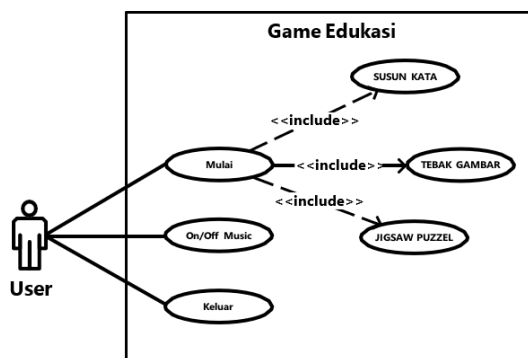 Game Edukasi
SUSUN KATA
<<include>>
Mulai
<<include>>
TEBAK GAMBAR
<<include>>
User
On/Off Music
JIGSAW PUZZEL
Keluar